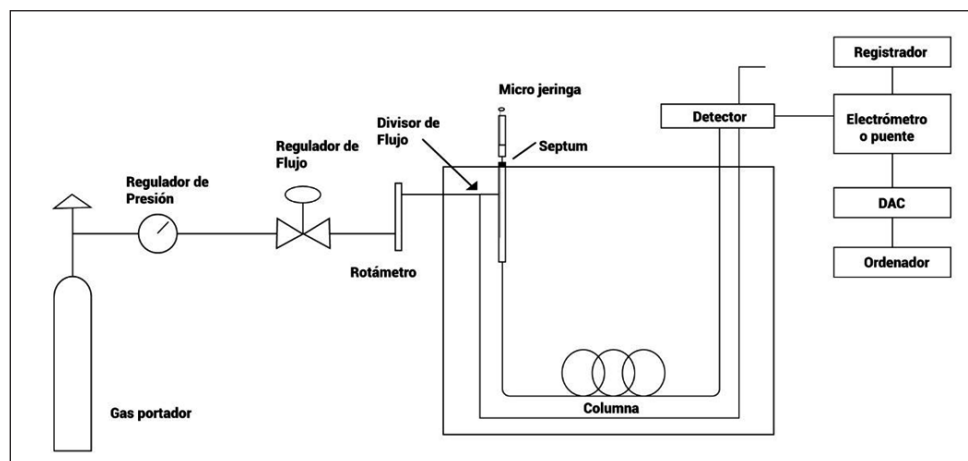 Registrador
Micro jeringa
Detector
Electrómetro
o puente
Divisor de
Flujo
Septum
Regulador de
Flujo
Regulador de
Presión
DAC
Rotámetro
Ordenador
Columna
Gas portador